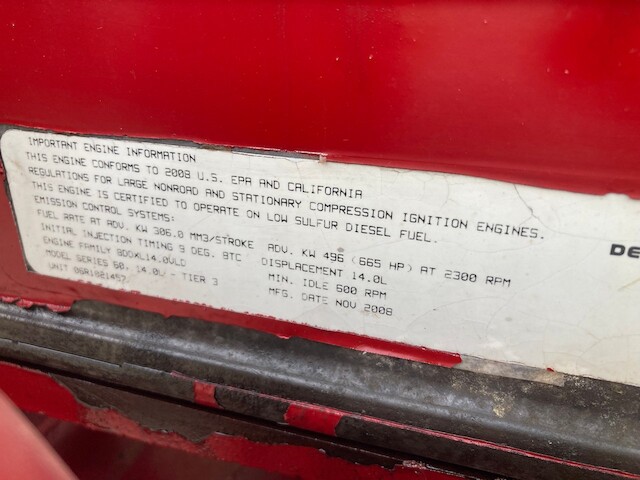 IMPORTANT ENGINE INFORMATION
THIS ENGINE CONFORMS TO 2008 U.S. EPA AND CALIFORNIA
REGULATIONS FOR LARGE NONROAD AND STATIONARY COMPRESSION IGNITION ENGINES.
THIS ENGINE IS CERTIFIED TO OPERATE ON LOW SULFUR DIESEL FUEL.
EMISSION CONTROL SYSTEMS:
FUEL RATE AT ADV. KW 306.0 MM3/STROKE ADV. KW 496 (665 HP) AT 2300 RPM
INITIAL INJECTION TIMING 9 DEG. BTC DISPLACEMENT 14.0L
ENGINE FAMILY 8DDXL14.0VLD MIN. IDLE 600 RPM
MODEL SERIES 60, 14.0L - TIER 3 MFG. DATE NOV 2008
UNIT 06R1021457
DE